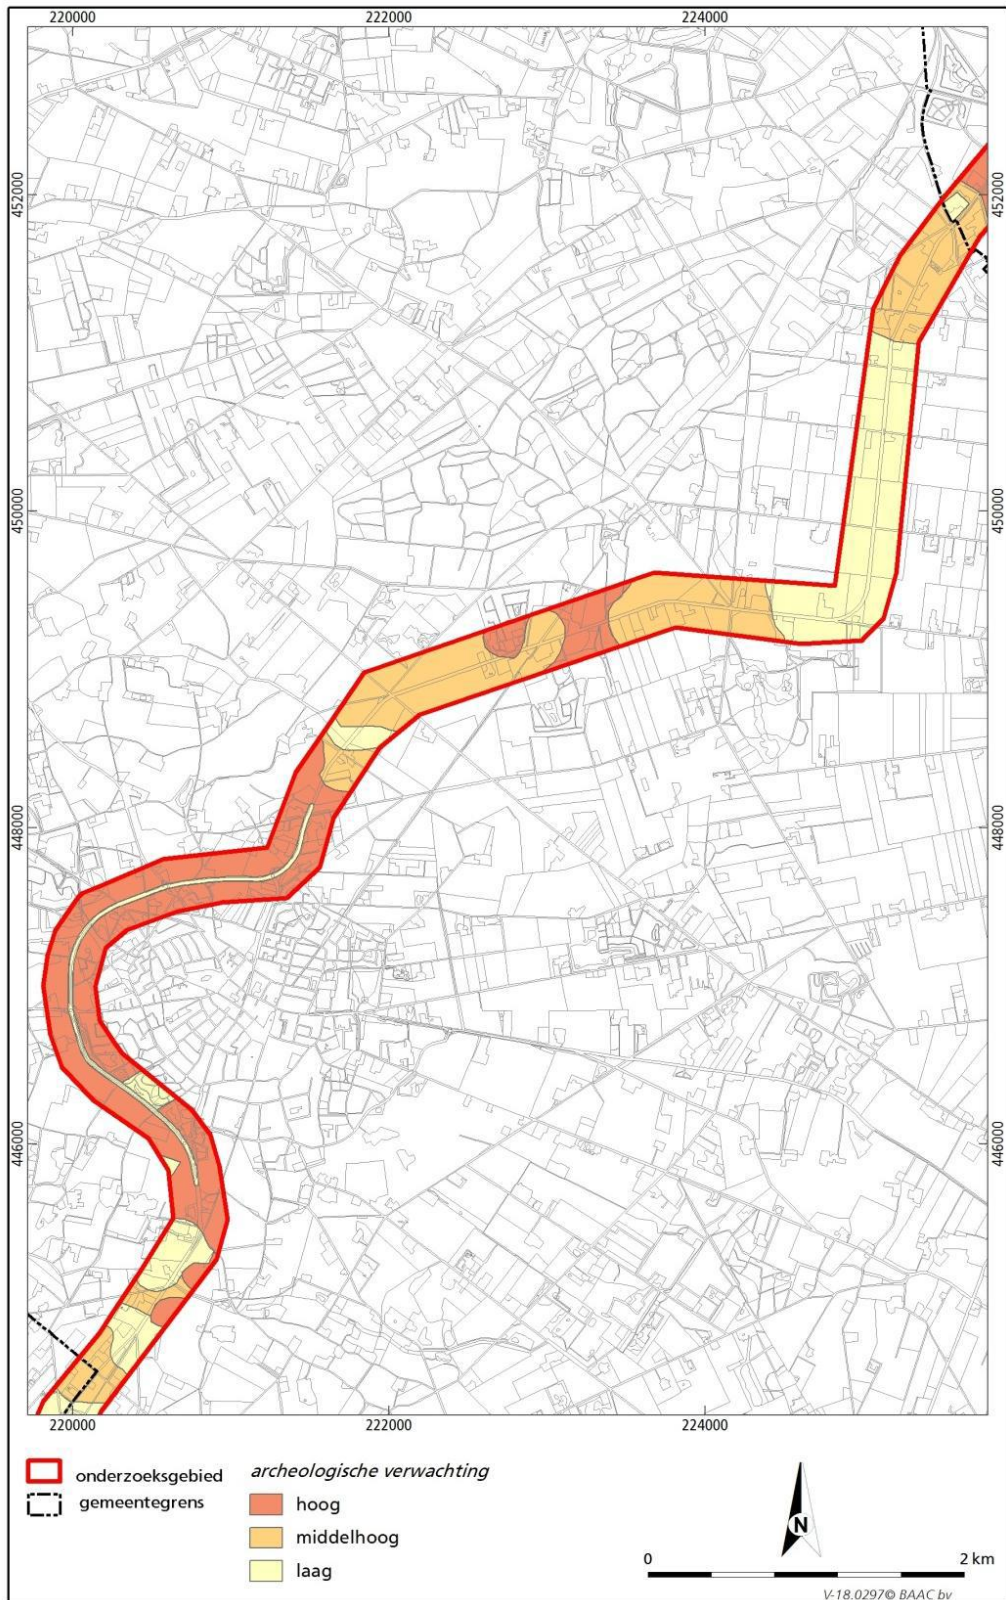 220000 222000 224000
452000 452000
450000 450000
448000 448000
446000 446000
220000 222000 224000
onderzoeksgebied
gemeentegrens
archeologische verwachting
hoog
middelhoog
laag
N
0 2 km
V-18.0297© BAAC bv